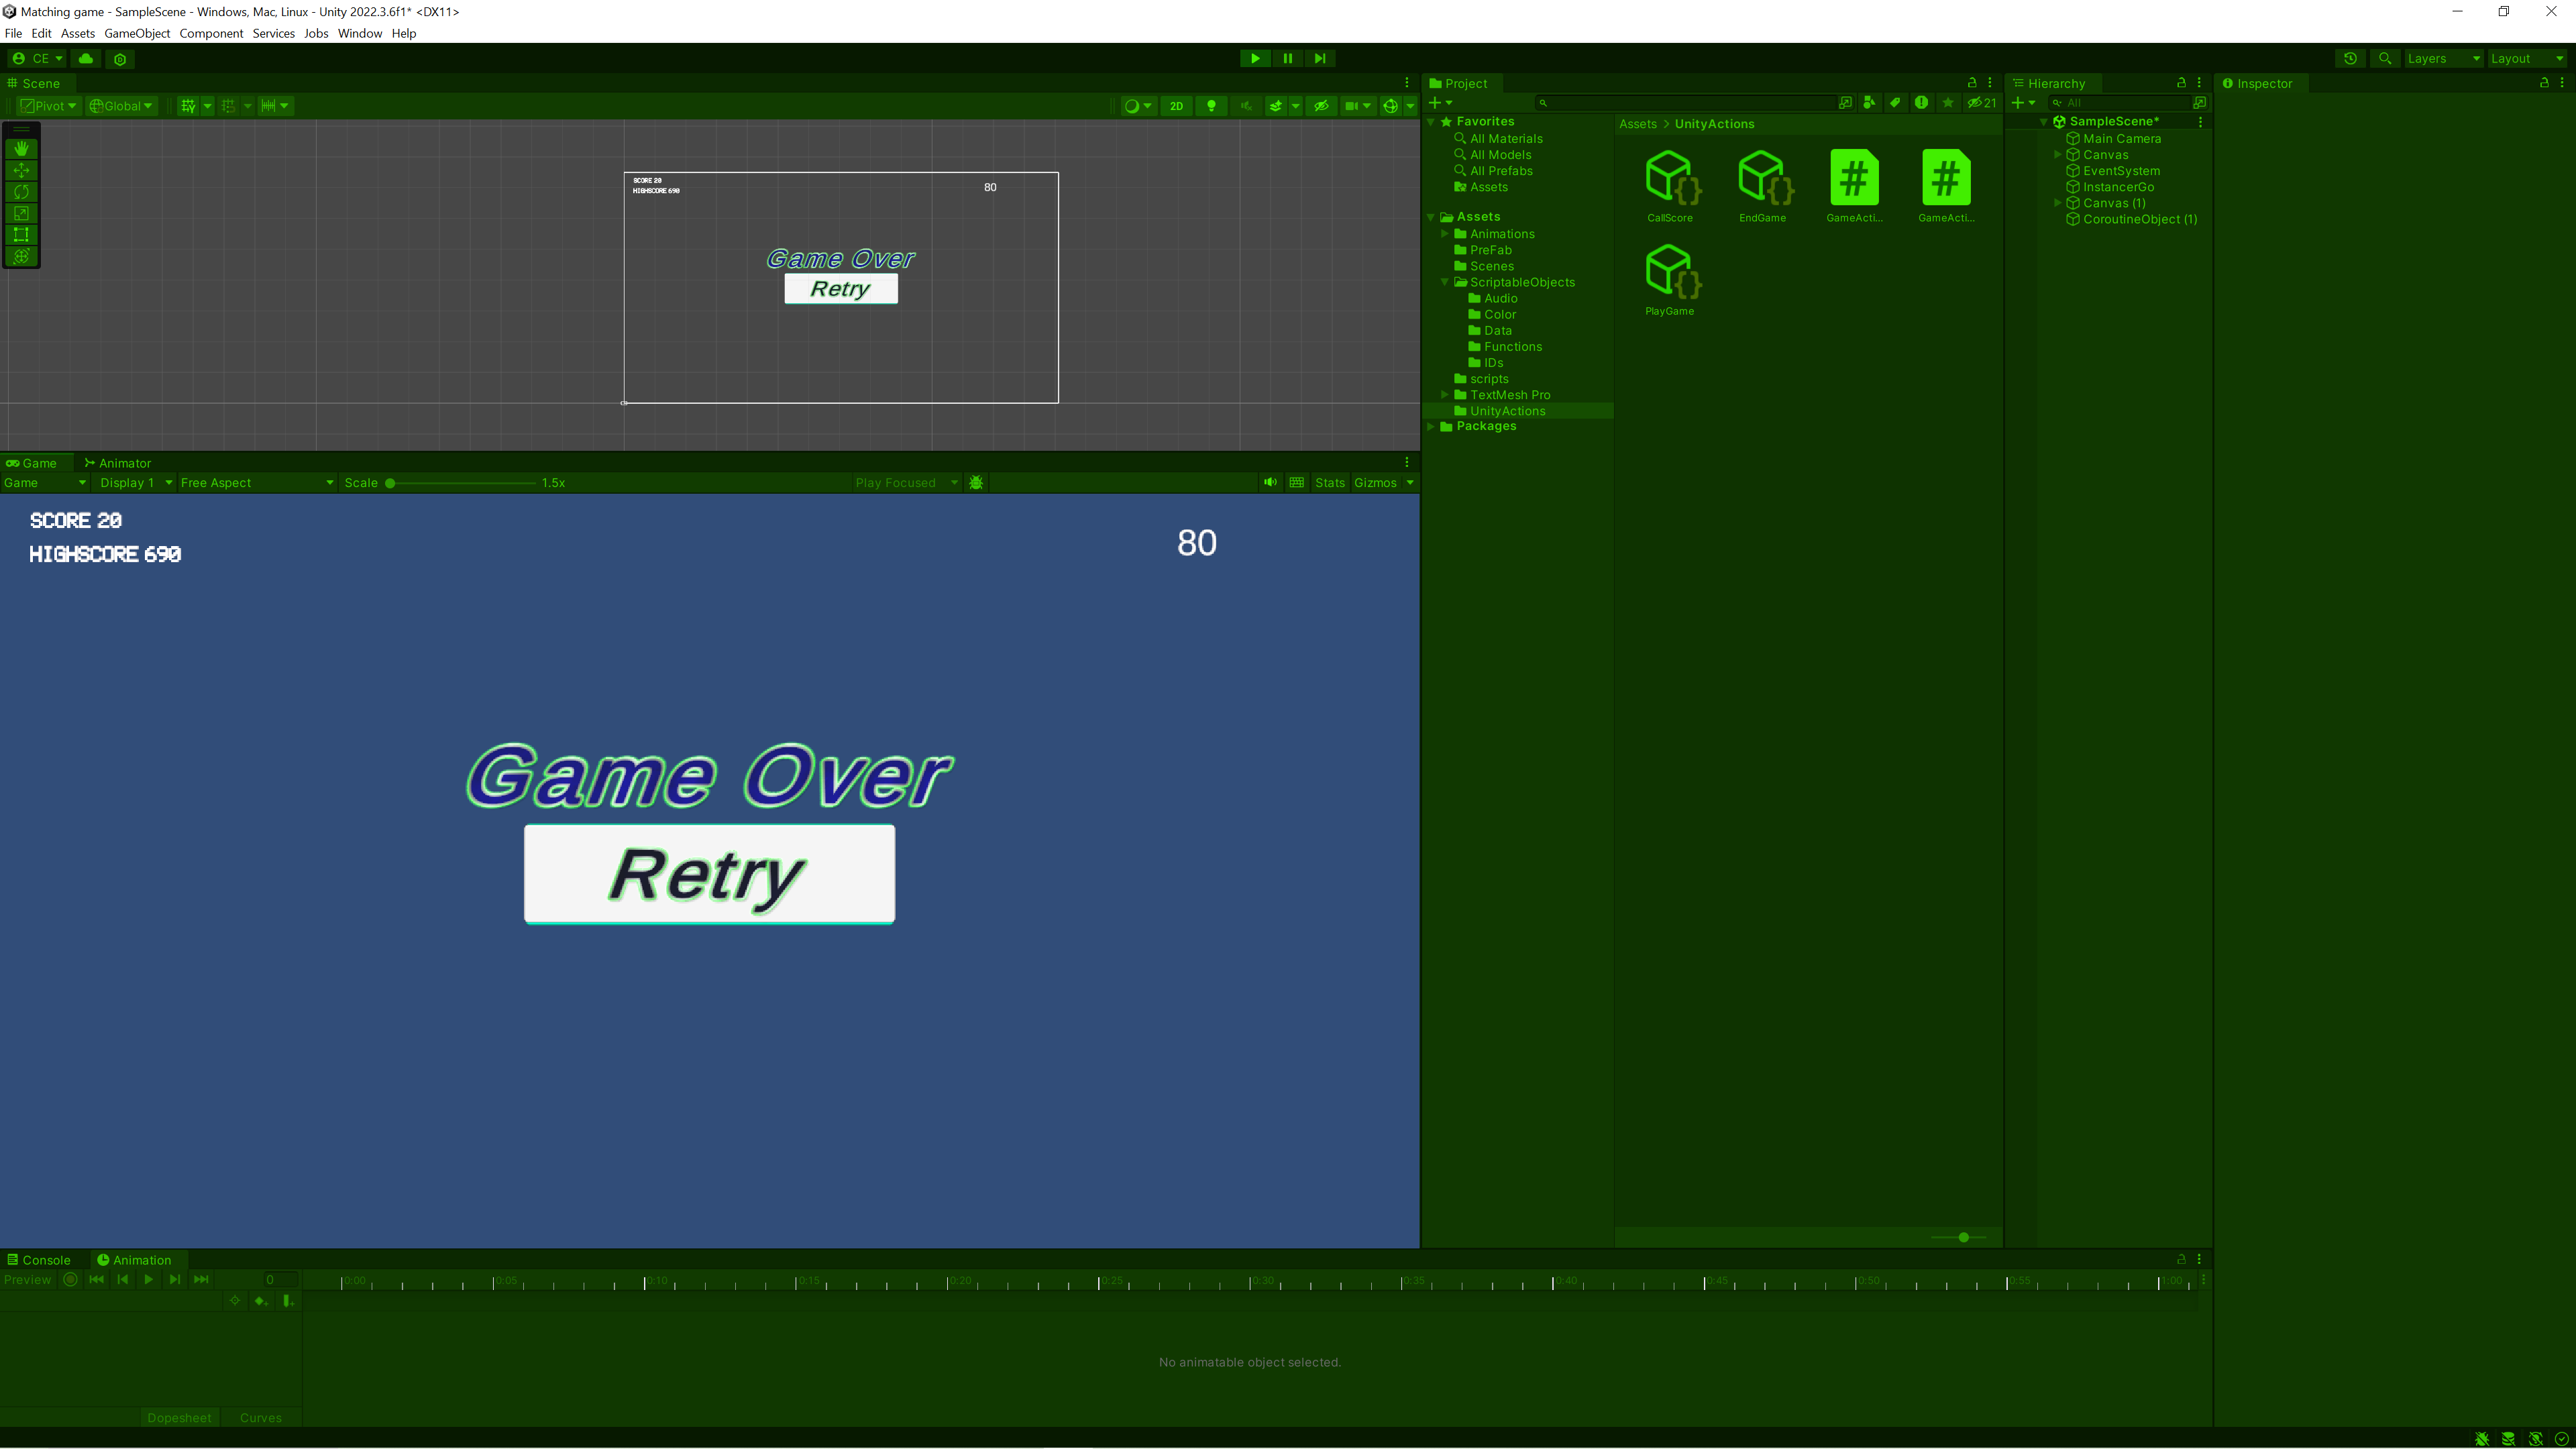 Matching game - SampleScene - Windows, Mac, Linux - Unity 2022.3.6f1* <DX11>
File Edit Assets GameObject Component Services Jobs Window Help
CE
Layers Layout
Scene
Pivot Global
2D
SCORE 20
HIGHSCORE 690
80
Game Over
Retry
Game Animator
Game Display 1 Free Aspect Scale 1.5x Play Focused Stats Gizmos
SCORE 20
HIGHSCORE 690
80
Game Over
Retry
Project
21
Favorites
All Materials
All Models
All Prefabs
Assets
Assets
Animations
PreFab
Scenes
ScriptableObjects
Audio
Color
Data
Functions
IDs
scripts
TextMesh Pro
UnityActions
Packages
Assets > UnityActions
CallScore EndGame GameActi... GameActi...
PlayGame
Hierarchy
All
SampleScene*
Main Camera
Canvas
EventSystem
InstancerGo
Canvas (1)
CoroutineObject (1)
Inspector
Console Animation
Preview 0 0:00 0:05 0:10 0:15 0:20 0:25 0:30 0:35 0:40 0:45 0:50 0:55 1:00
No animatable object selected.
Dopesheet Curves